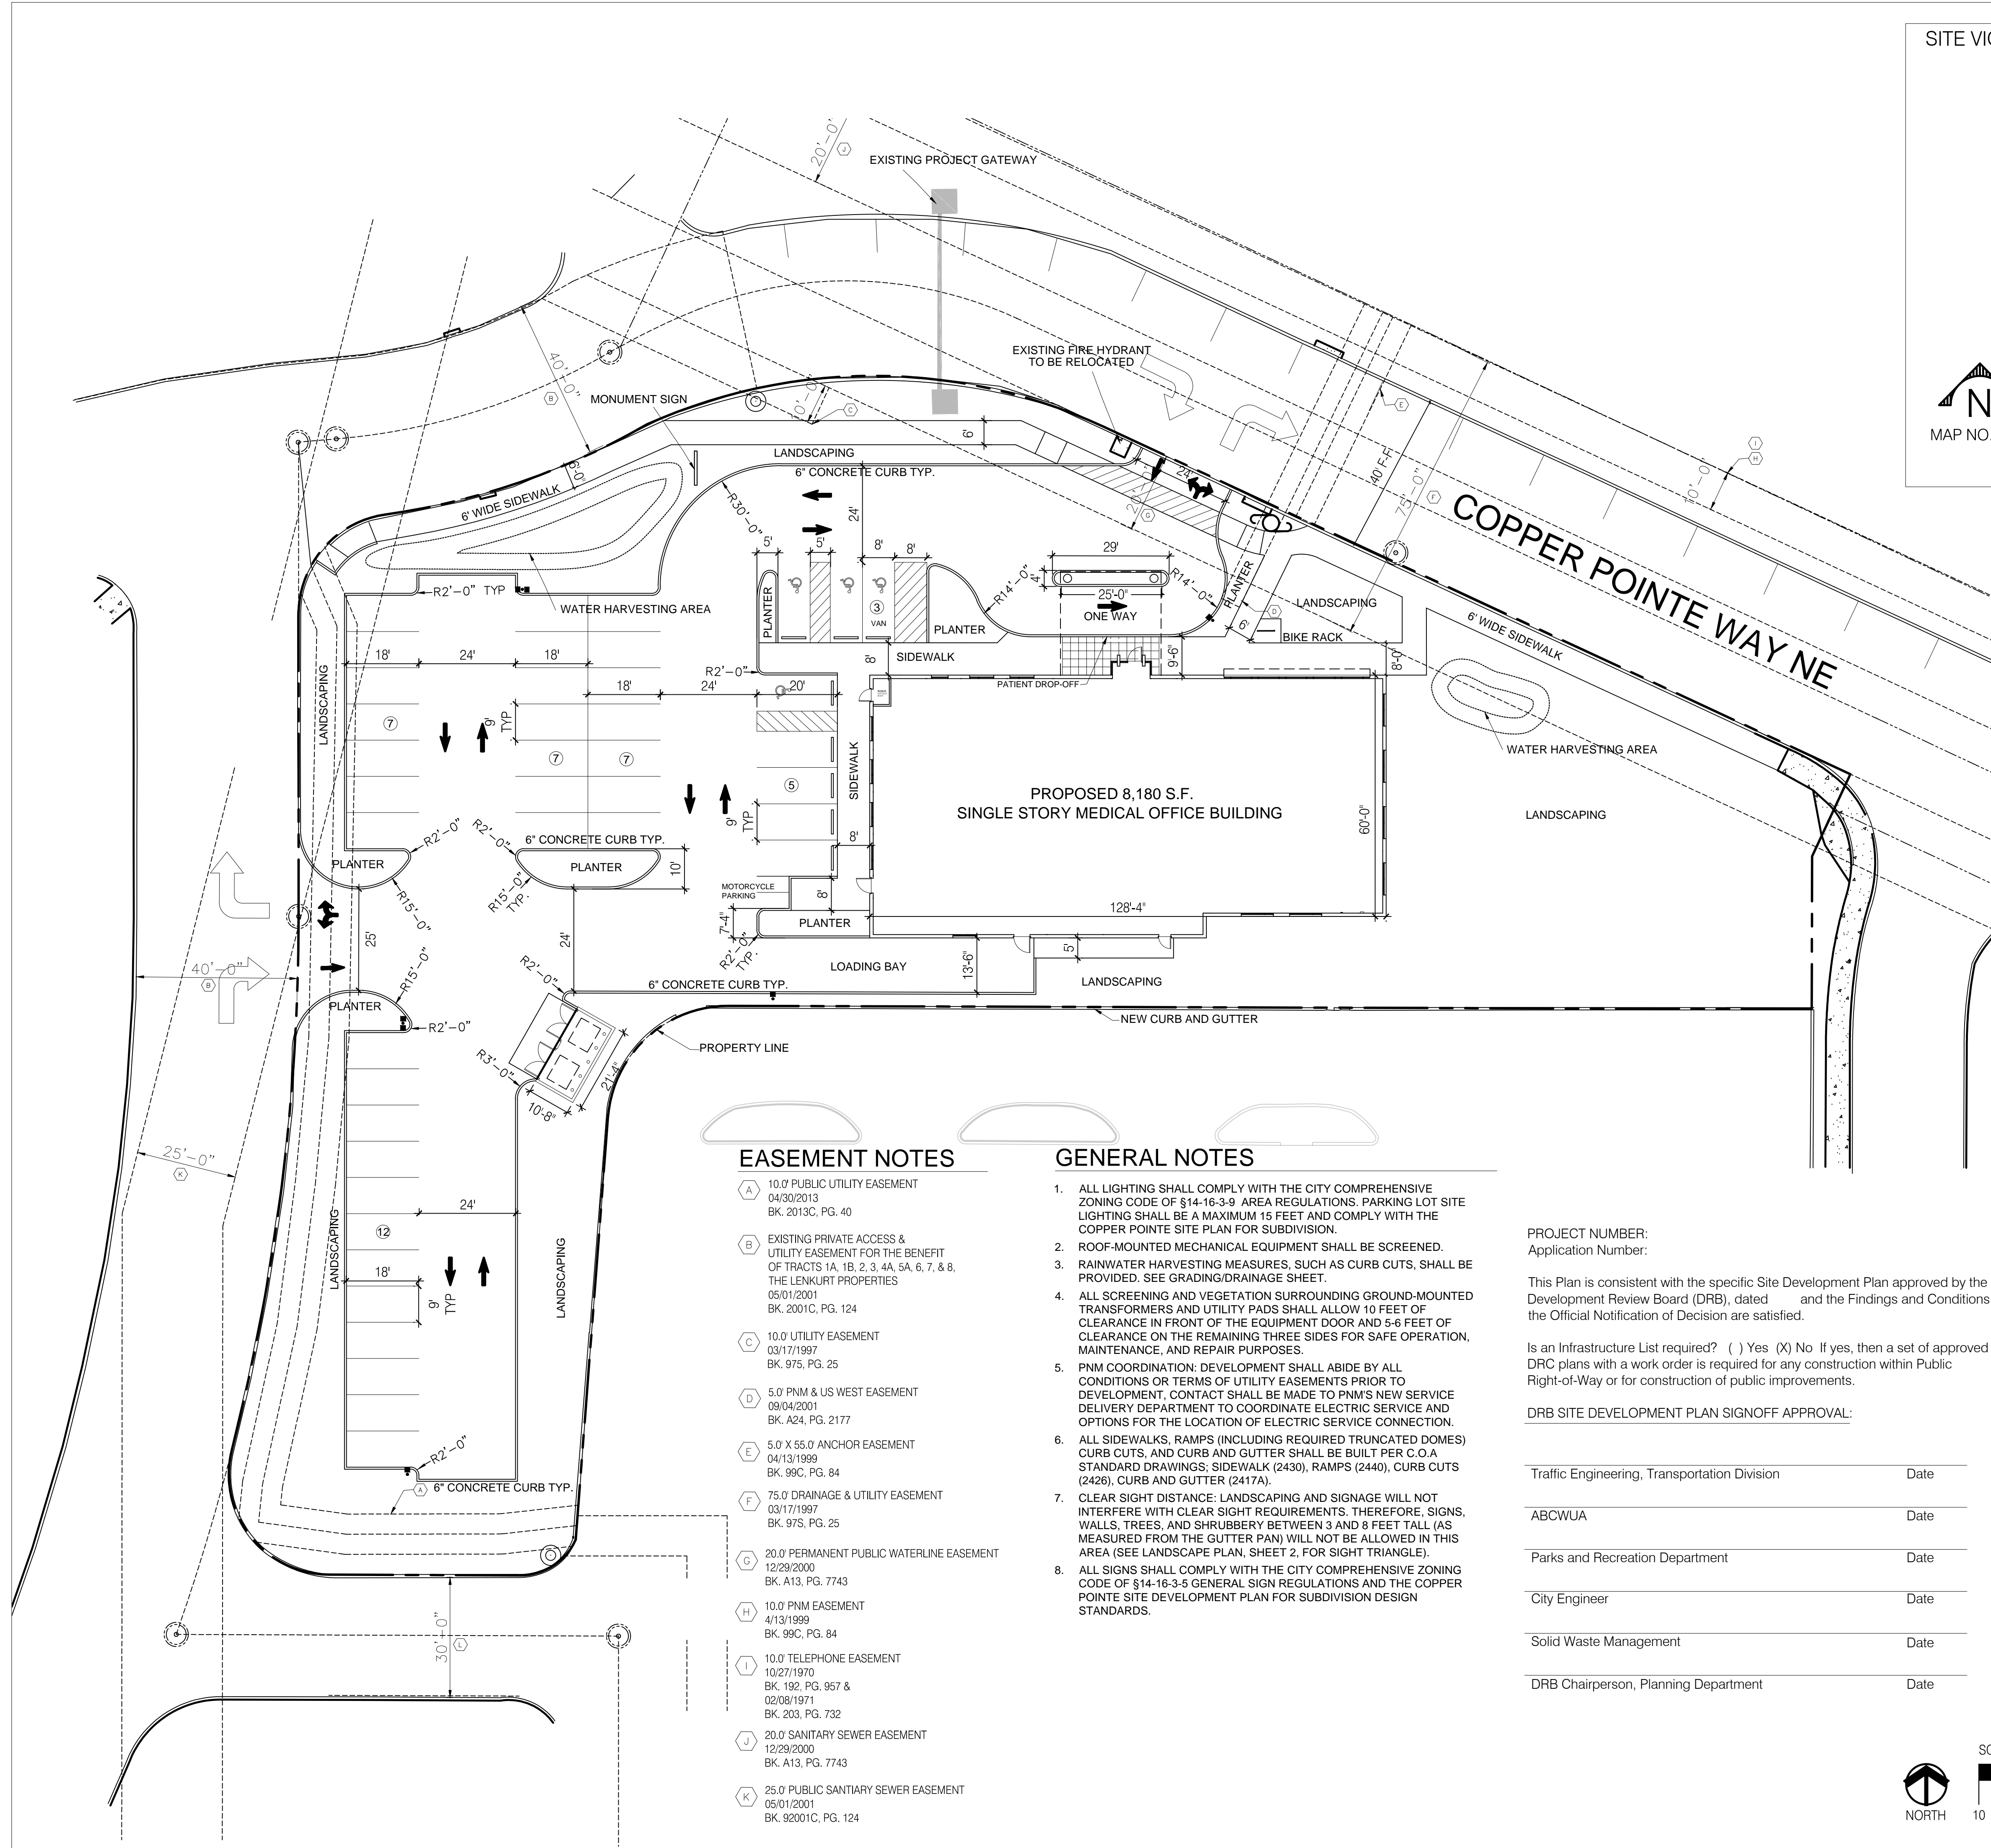 SITE VIC
MAP NO.
20'-0"
J
EXISTING PROJECT GATEWAY
EXISTING FIRE HYDRANT
TO BE RELOCATED
40'-0"
B
MONUMENT SIGN
C
E
I
H
10'-0"
40' F-F
75'-0"
F
COPPER POINTE WAY NE
6'
LANDSCAPING
6" CONCRETE CURB TYP.
6'-0"
6' WIDE SIDEWALK
R30'-0"
24'
24'
G
5'
5'
8'
8'
29'
4'
R14'-0"
R14'-0"
25'-0"
ONE WAY
PLANTER
LANDSCAPING
D
6'
BIKE RACK
R2'-0" TYP
WATER HARVESTING AREA
PLANTER
3
VAN
PLANTER
6' WIDE SIDEWALK
18'
24'
18'
8'
SIDEWALK
9'-6"
8'-0"
R2'-0"
PATIENT DROP-OFF
18'
24'
20'
LANDSCAPING
7
9'
TYP
7
7
5
SIDEWALK
WATER HARVESTING AREA
PROPOSED 8,180 S.F.
SINGLE STORY MEDICAL OFFICE BUILDING
60'-0"
LANDSCAPING
9'
TYP
8'
R2'-0"
R2'-0"
6" CONCRETE CURB TYP.
PLANTER
PLANTER
10'
R15'-0"
R15'-0"
TYP.
MOTORCYCLE
PARKING
8'
7'-4"
PLANTER
128'-4"
R2'-0"
TYP.
25'
24'
LOADING BAY
13'-6"
5'
LANDSCAPING
40'-0"
B
R15'-0"
R2'-0"
6" CONCRETE CURB TYP.
PLANTER
R2'-0"
NEW CURB AND GUTTER
PROPERTY LINE
R3'-0"
21'-4"
10'-8"
25'-0"
K
LANDSCAPING
12
24'
18'
9'
TYP
LANDSCAPING
R2'-0"
A
6" CONCRETE CURB TYP.
30'-0"
L
EASEMENT NOTES
A 10.0' PUBLIC UTILITY EASEMENT
04/30/2013
BK. 2013C, PG. 40
B EXISTING PRIVATE ACCESS &
UTILITY EASEMENT FOR THE BENEFIT
OF TRACTS 1A, 1B, 2, 3, 4A, 5A, 6, 7, & 8,
THE LENKURT PROPERTIES
05/01/2001
BK. 2001C, PG. 124
C 10.0' UTILITY EASEMENT
03/17/1997
BK. 975, PG. 25
D 5.0' PNM & US WEST EASEMENT
09/04/2001
BK. A24, PG. 2177
E 5.0' X 55.0' ANCHOR EASEMENT
04/13/1999
BK. 99C, PG. 84
F 75.0' DRAINAGE & UTILITY EASEMENT
03/17/1997
BK. 97S, PG. 25
G 20.0' PERMANENT PUBLIC WATERLINE EASEMENT
12/29/2000
BK. A13, PG. 7743
H 10.0' PNM EASEMENT
4/13/1999
BK. 99C, PG. 84
I 10.0' TELEPHONE EASEMENT
10/27/1970
BK. 192, PG. 957 &
02/08/1971
BK. 203, PG. 732
J 20.0' SANITARY SEWER EASEMENT
12/29/2000
BK. A13, PG. 7743
K 25.0' PUBLIC SANTIARY SEWER EASEMENT
05/01/2001
BK. 92001C, PG. 124
GENERAL NOTES
1. ALL LIGHTING SHALL COMPLY WITH THE CITY COMPREHENSIVE
ZONING CODE OF §14-16-3-9 AREA REGULATIONS. PARKING LOT SITE
LIGHTING SHALL BE A MAXIMUM 15 FEET AND COMPLY WITH THE
COPPER POINTE SITE PLAN FOR SUBDIVISION.
2. ROOF-MOUNTED MECHANICAL EQUIPMENT SHALL BE SCREENED.
3. RAINWATER HARVESTING MEASURES, SUCH AS CURB CUTS, SHALL BE
PROVIDED. SEE GRADING/DRAINAGE SHEET.
4. ALL SCREENING AND VEGETATION SURROUNDING GROUND-MOUNTED
TRANSFORMERS AND UTILITY PADS SHALL ALLOW 10 FEET OF
CLEARANCE IN FRONT OF THE EQUIPMENT DOOR AND 5-6 FEET OF
CLEARANCE ON THE REMAINING THREE SIDES FOR SAFE OPERATION,
MAINTENANCE, AND REPAIR PURPOSES.
5. PNM COORDINATION: DEVELOPMENT SHALL ABIDE BY ALL
CONDITIONS OR TERMS OF UTILITY EASEMENTS PRIOR TO
DEVELOPMENT, CONTACT SHALL BE MADE TO PNM'S NEW SERVICE
DELIVERY DEPARTMENT TO COORDINATE ELECTRIC SERVICE AND
OPTIONS FOR THE LOCATION OF ELECTRIC SERVICE CONNECTION.
6. ALL SIDEWALKS, RAMPS (INCLUDING REQUIRED TRUNCATED DOMES)
CURB CUTS, AND CURB AND GUTTER SHALL BE BUILT PER C.O.A
STANDARD DRAWINGS; SIDEWALK (2430), RAMPS (2440), CURB CUTS
(2426), CURB AND GUTTER (2417A).
7. CLEAR SIGHT DISTANCE: LANDSCAPING AND SIGNAGE WILL NOT
INTERFERE WITH CLEAR SIGHT REQUIREMENTS. THEREFORE, SIGNS,
WALLS, TREES, AND SHRUBBERY BETWEEN 3 AND 8 FEET TALL (AS
MEASURED FROM THE GUTTER PAN) WILL NOT BE ALLOWED IN THIS
AREA (SEE LANDSCAPE PLAN, SHEET 2, FOR SIGHT TRIANGLE).
8. ALL SIGNS SHALL COMPLY WITH THE CITY COMPREHENSIVE ZONING
CODE OF §14-16-3-5 GENERAL SIGN REGULATIONS AND THE COPPER
POINTE SITE DEVELOPMENT PLAN FOR SUBDIVISION DESIGN
STANDARDS.
PROJECT NUMBER:
Application Number:
This Plan is consistent with the specific Site Development Plan approved by the
Development Review Board (DRB), dated and the Findings and Conditions
the Official Notification of Decision are satisfied.
Is an Infrastructure List required? ( ) Yes (X) No If yes, then a set of approved
DRC plans with a work order is required for any construction within Public
Right-of-Way or for construction of public improvements.
DRB SITE DEVELOPMENT PLAN SIGNOFF APPROVAL:
Traffic Engineering, Transportation Division Date
ABCWUA Date
Parks and Recreation Department Date
City Engineer Date
Solid Waste Management Date
DRB Chairperson, Planning Department Date
NORTH
10